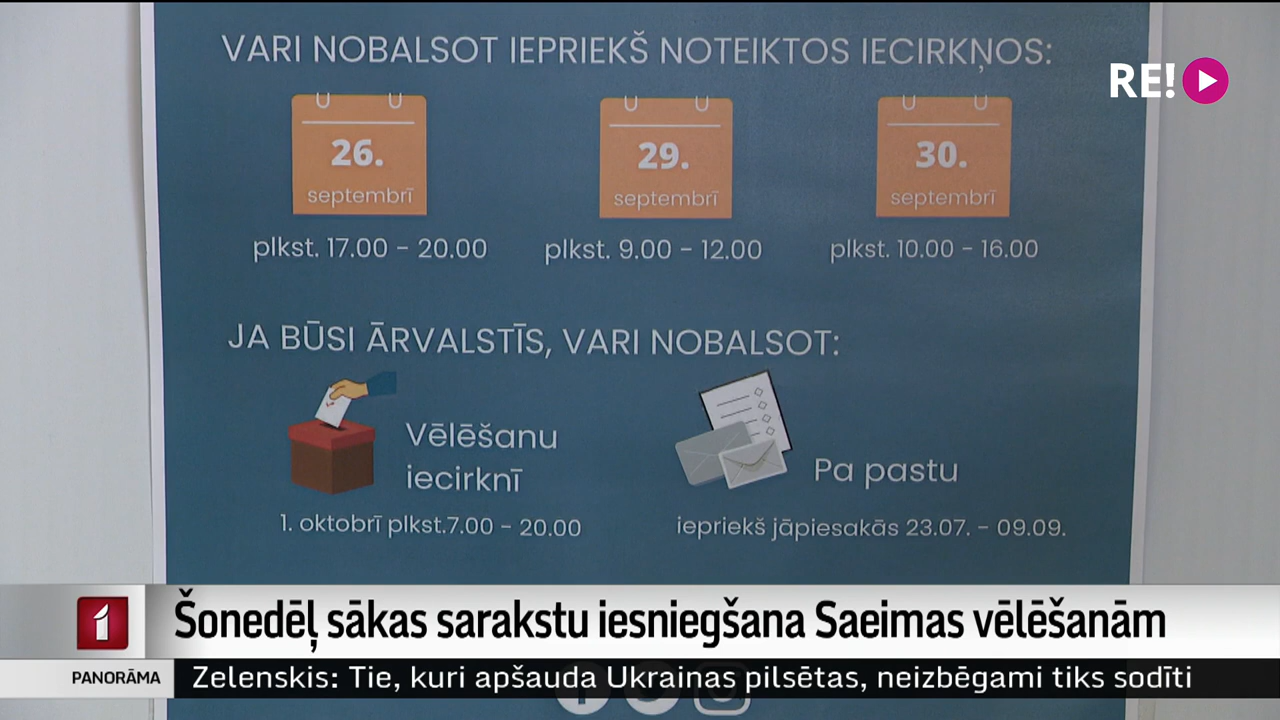 VARI NOBALSOT IEPRIEKŠ NOTEIKTOS IECIRKŅOS:
RE!
26. septembrī
29. septembrī
30. septembrī
plkst. 17.00 - 20.00
plkst. 9.00 - 12.00
plkst. 10.00 - 16.00
JA BŪSI ĀRVALSTĪS, VARI NOBALSOT:
Vēlēšanu
iecirknī
Pa pastu
1. oktobrī plkst.7.00 - 20.00
iepriekš jāpiesakās 23.07. - 09.09.
1
Šonedēļ sākas sarakstu iesniegšana Saeimas vēlēšanām
PANORĀMA
Zelenskis: Tie, kuri apšauda Ukrainas pilsētas, neizbēgami tiks sodīti